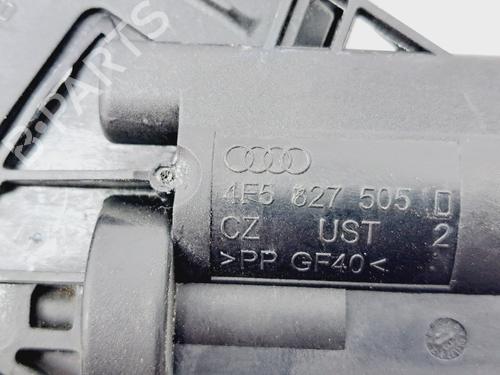 B-PARTS
4F5 827 505 D
CZ UST 2
>PP GF40<